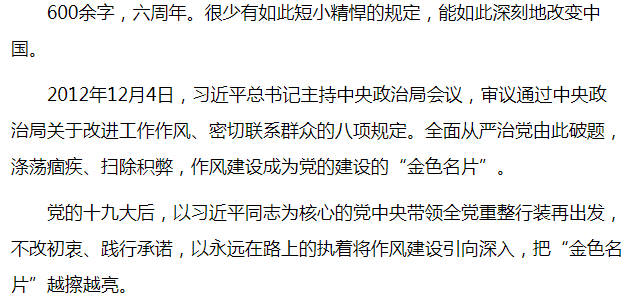 600余字，六周年。很少有如此短小精悍的规定，能如此深刻地改变中
国。
2012年12月4日，习近平总书记主持中央政治局会议，审议通过中央政
治局关于改进工作作风、密切联系群众的八项规定。全面从严治党由此破题，
涤荡痼疾、扫除积弊，作风建设成为党的建设的“金色名片”。
党的十九大后，以习近平同志为核心的党中央带领全党重整行装再出发，
不改初衷、践行承诺，以永远在路上的执着将作风建设引向深入，把“金色名
片”越擦越亮。